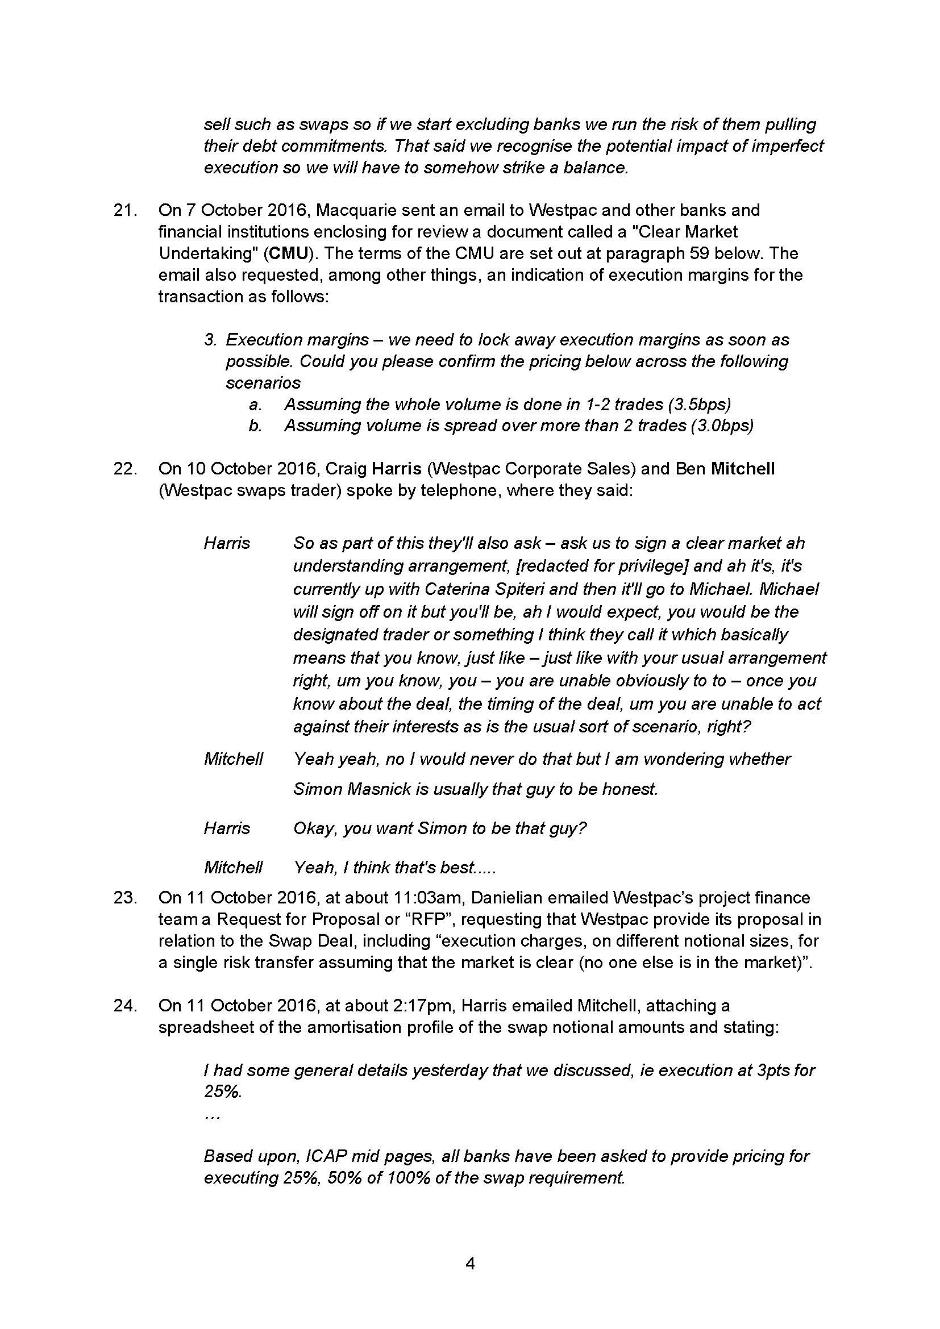 sell such as swaps so if we start excluding banks we run the risk of them pulling
their debt commitments. That said we recognise the potential impact of imperfect
execution so we will have to somehow strike a balance.
21. On 7 October 2016, Macquarie sent an email to Westpac and other banks and
financial institutions enclosing for review a document called a "Clear Market
Undertaking" (CMU). The terms of the CMU are set out at paragraph 59 below. The
email also requested, among other things, an indication of execution margins for the
transaction as follows:
3. Execution margins – we need to lock away execution margins as soon as
possible. Could you please confirm the pricing below across the following
scenarios
a. Assuming the whole volume is done in 1-2 trades (3.5bps)
b. Assuming volume is spread over more than 2 trades (3.0bps)
22. On 10 October 2016, Craig Harris (Westpac Corporate Sales) and Ben Mitchell
(Westpac swaps trader) spoke by telephone, where they said:
Harris So as part of this they'll also ask – ask us to sign a clear market ah
understanding arrangement, [redacted for privilege] and ah it's, it's
currently up with Caterina Spiteri and then it'll go to Michael. Michael
will sign off on it but you'll be, ah I would expect, you would be the
designated trader or something I think they call it which basically
means that you know, just like – just like with your usual arrangement
right, um you know, you – you are unable obviously to to – once you
know about the deal, the timing of the deal, um you are unable to act
against their interests as is the usual sort of scenario, right?
Mitchell Yeah yeah, no I would never do that but I am wondering whether
Simon Masnick is usually that guy to be honest.
Harris Okay, you want Simon to be that guy?
Mitchell Yeah, I think that's best.....
23. On 11 October 2016, at about 11:03am, Danielian emailed Westpac's project finance
team a Request for Proposal or “RFP”, requesting that Westpac provide its proposal in
relation to the Swap Deal, including “execution charges, on different notional sizes, for
a single risk transfer assuming that the market is clear (no one else is in the market)”.
24. On 11 October 2016, at about 2:17pm, Harris emailed Mitchell, attaching a
spreadsheet of the amortisation profile of the swap notional amounts and stating:
I had some general details yesterday that we discussed, ie execution at 3pts for
25%.
...
Based upon, ICAP mid pages, all banks have been asked to provide pricing for
executing 25%, 50% of 100% of the swap requirement.
4